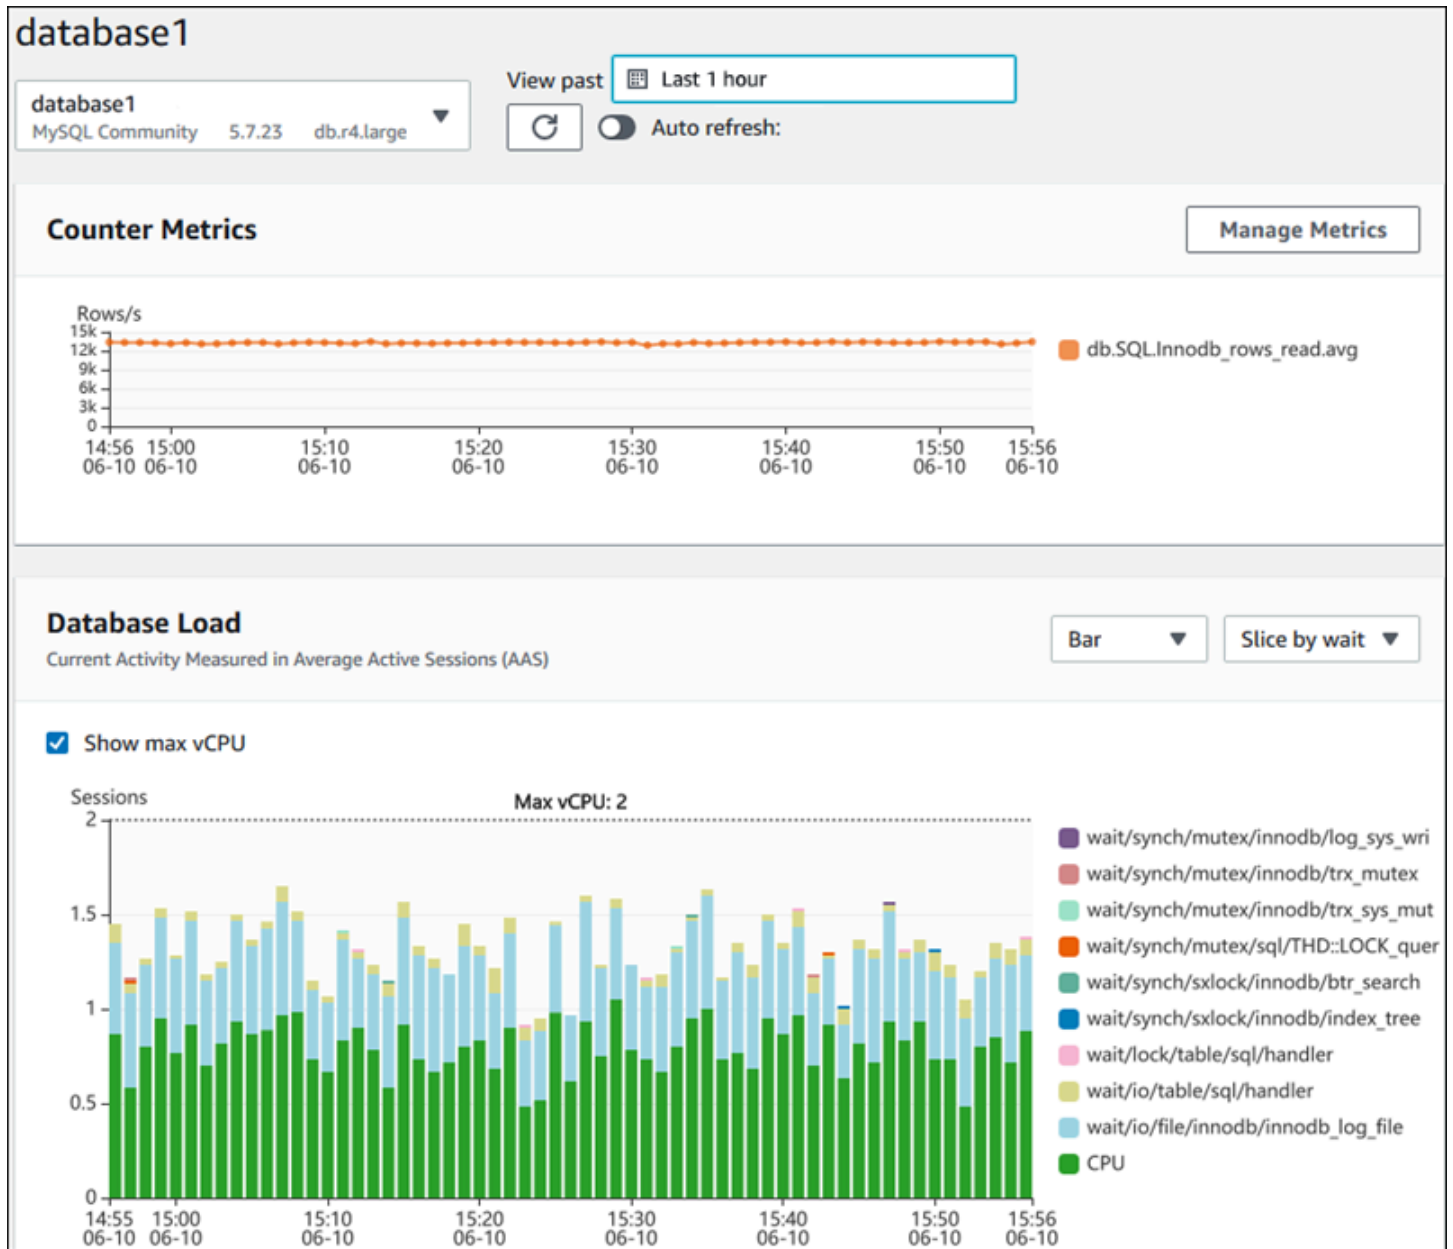 database1
View past Last 1 hour
database1
MySQL Community 5.7.23 db.r4.large
Auto refresh:
Counter Metrics
Manage Metrics
Rows/s
15k
12k
9k
6k
3k
0
db.SQL.Innodb_rows_read.avg
14:56 15:00 15:10 15:20 15:30 15:40 15:50 15:56
06-10 06-10 06-10 06-10 06-10 06-10 06-10 06-10
Database Load
Current Activity Measured in Average Active Sessions (AAS)
Bar
Slice by wait
Show max vCPU
Sessions
Max vCPU: 2
2
1.5
1
0.5
0
wait/synch/mutex/innodb/log_sys_wri
wait/synch/mutex/innodb/trx_mutex
wait/synch/mutex/innodb/trx_sys_mut
wait/synch/mutex/sql/THD::LOCK_quer
wait/synch/sxlock/innodb/btr_search
wait/synch/sxlock/innodb/index_tree
wait/lock/table/sql/handler
wait/io/table/sql/handler
wait/io/file/innodb/innodb_log_file
CPU
14:55 15:00 15:10 15:20 15:30 15:40 15:50 15:56
06-10 06-10 06-10 06-10 06-10 06-10 06-10 06-10